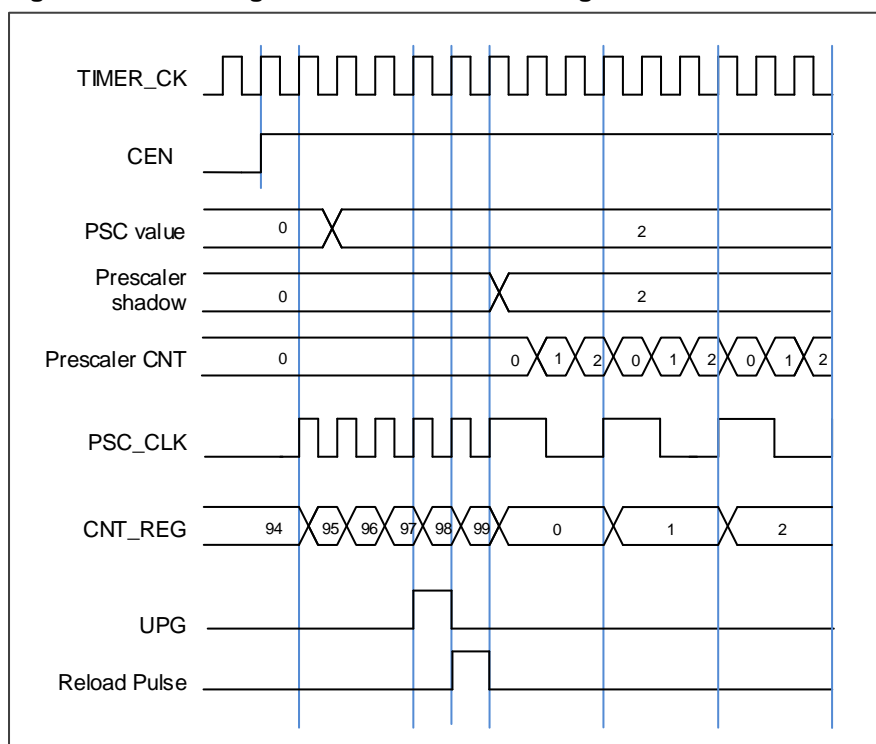 TIMER_CK
CEN
PSC value 0 2
Prescaler
shadow 0 2
Prescaler CNT 0 0 1 2 0 1 2 0 1 2
PSC_CLK
CNT_REG 94 95 96 97 98 99 0 1 2
UPG
Reload Pulse